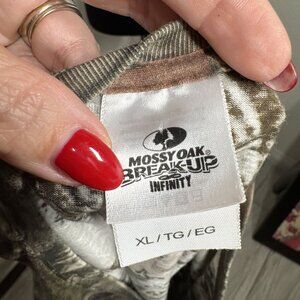 MOSSY OAK
BREAK-UP
INFINITY
XL / TG / EG